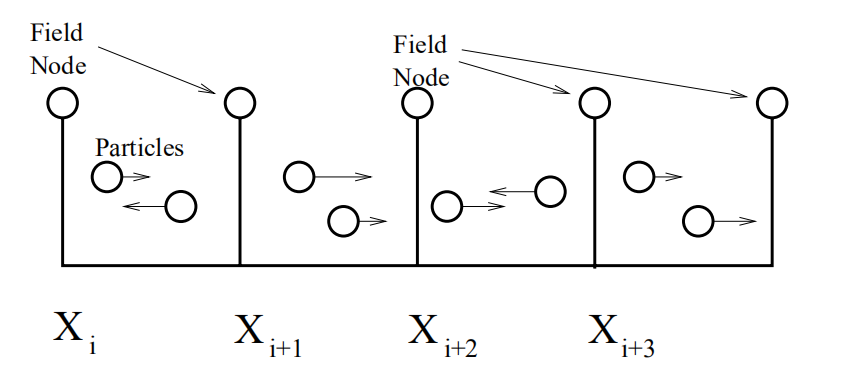 Field
Node
Field
Node
Particles
X i
X i+1
X i+2
X i+3